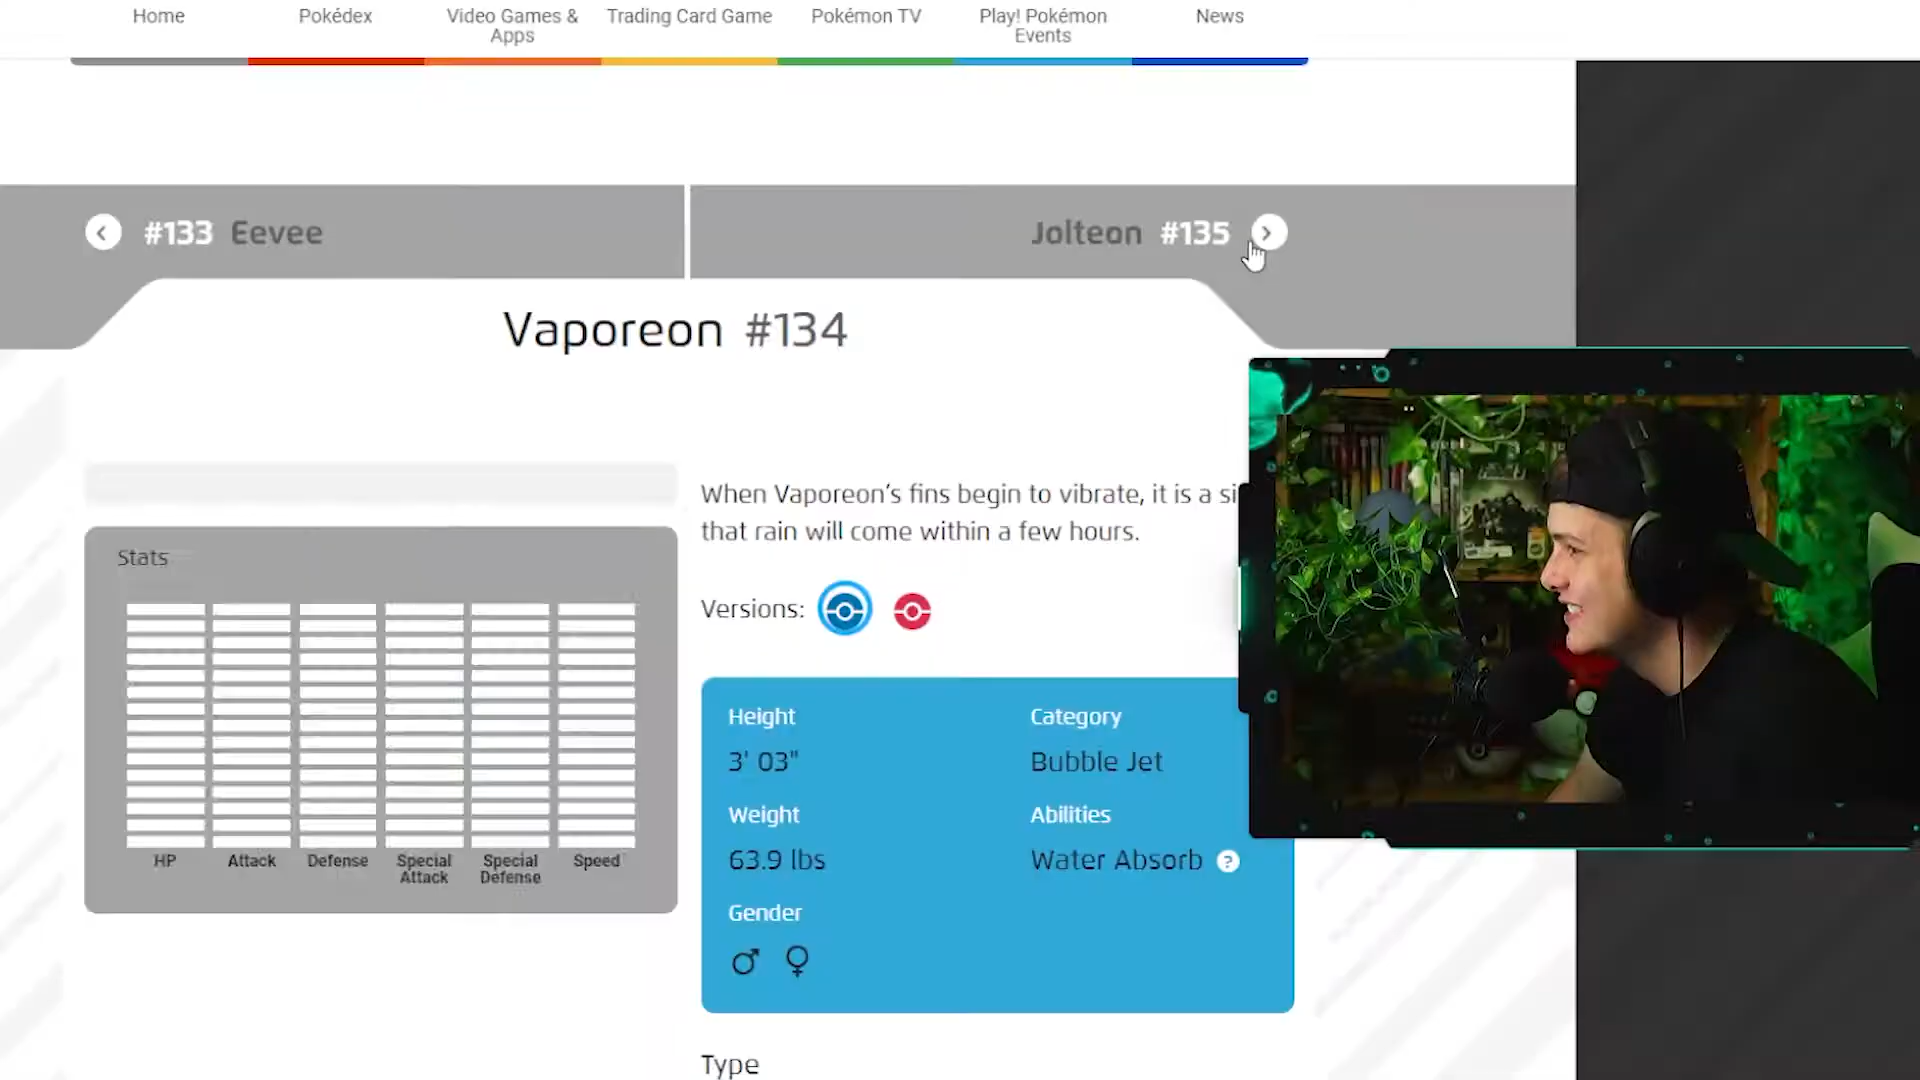 Home
Pokédex
Video Games &
Apps
Trading Card Game
Pokémon TV
Play! Pokémon
Events
News
#133 Eevee
Jolteon #135
Vaporeon #134
When Vaporeon's fins begin to vibrate, it is a si
that rain will come within a few hours.
Versions:
Stats
HP
Attack
Defense
Special
Attack
Special
Defense
Speed
Height
3' 03"
Category
Bubble Jet
Weight
63.9 lbs
Abilities
Water Absorb ?
Gender
Type